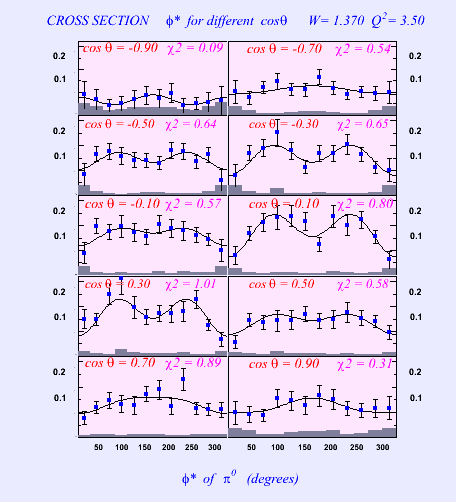 CROSS SECTION ϕ* for different cosθ W= 1.370 Q²= 3.50
cos θ = -0.90 χ2= 0.09 cos θ = -0.70 χ2= 0.54
0.2 0.2
0.1 0.1
cos θ = -0.50 χ2= 0.64 cos θ = -0.30 χ2= 0.65
0.2 0.2
0.1 0.1
cos θ = -0.10 χ2= 0.57 cos θ = 0.10 χ2= 0.80
0.2 0.2
0.1 0.1
cos θ = 0.30 χ2= 1.01 cos θ = 0.50 χ2= 0.58
0.2 0.2
0.1 0.1
cos θ = 0.70 χ2= 0.89 cos θ = 0.90 χ2= 0.31
0.2 0.2
0.1 0.1
50 100 150 200 250 300 50 100 150 200 250 300
ϕ* of π⁰ (degrees)